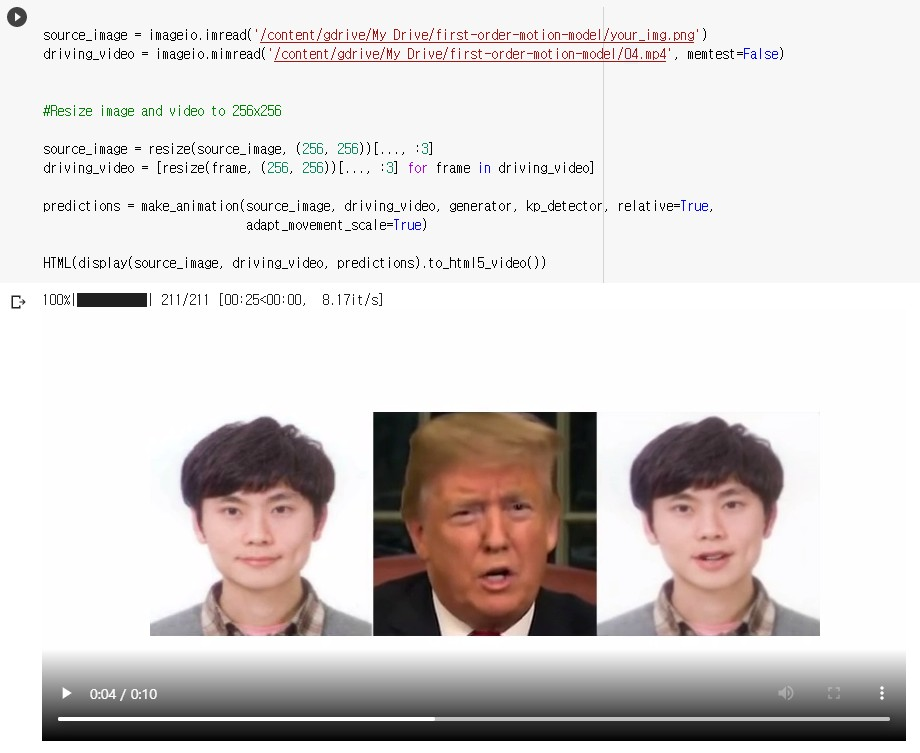 source_image = imageio.imread('/content/gdrive/My Drive/first-order-motion-model/your_img.png')
driving_video = imageio.mimread('/content/gdrive/My Drive/first-order-motion-model/04.mp4', memtest=False)
#Resize image and video to 256x256
source_image = resize(source_image, (256, 256))[..., :3]
driving_video = [resize(frame, (256, 256))[..., :3] for frame in driving_video]
predictions = make_animation(source_image, driving_video, generator, kp_detector, relative=True,
adapt_movement_scale=True)
HTML(display(source_image, driving_video, predictions).to_html5_video())
100%|██████████| 211/211 [00:25<00:00, 8.17it/s]
0:04 / 0:10